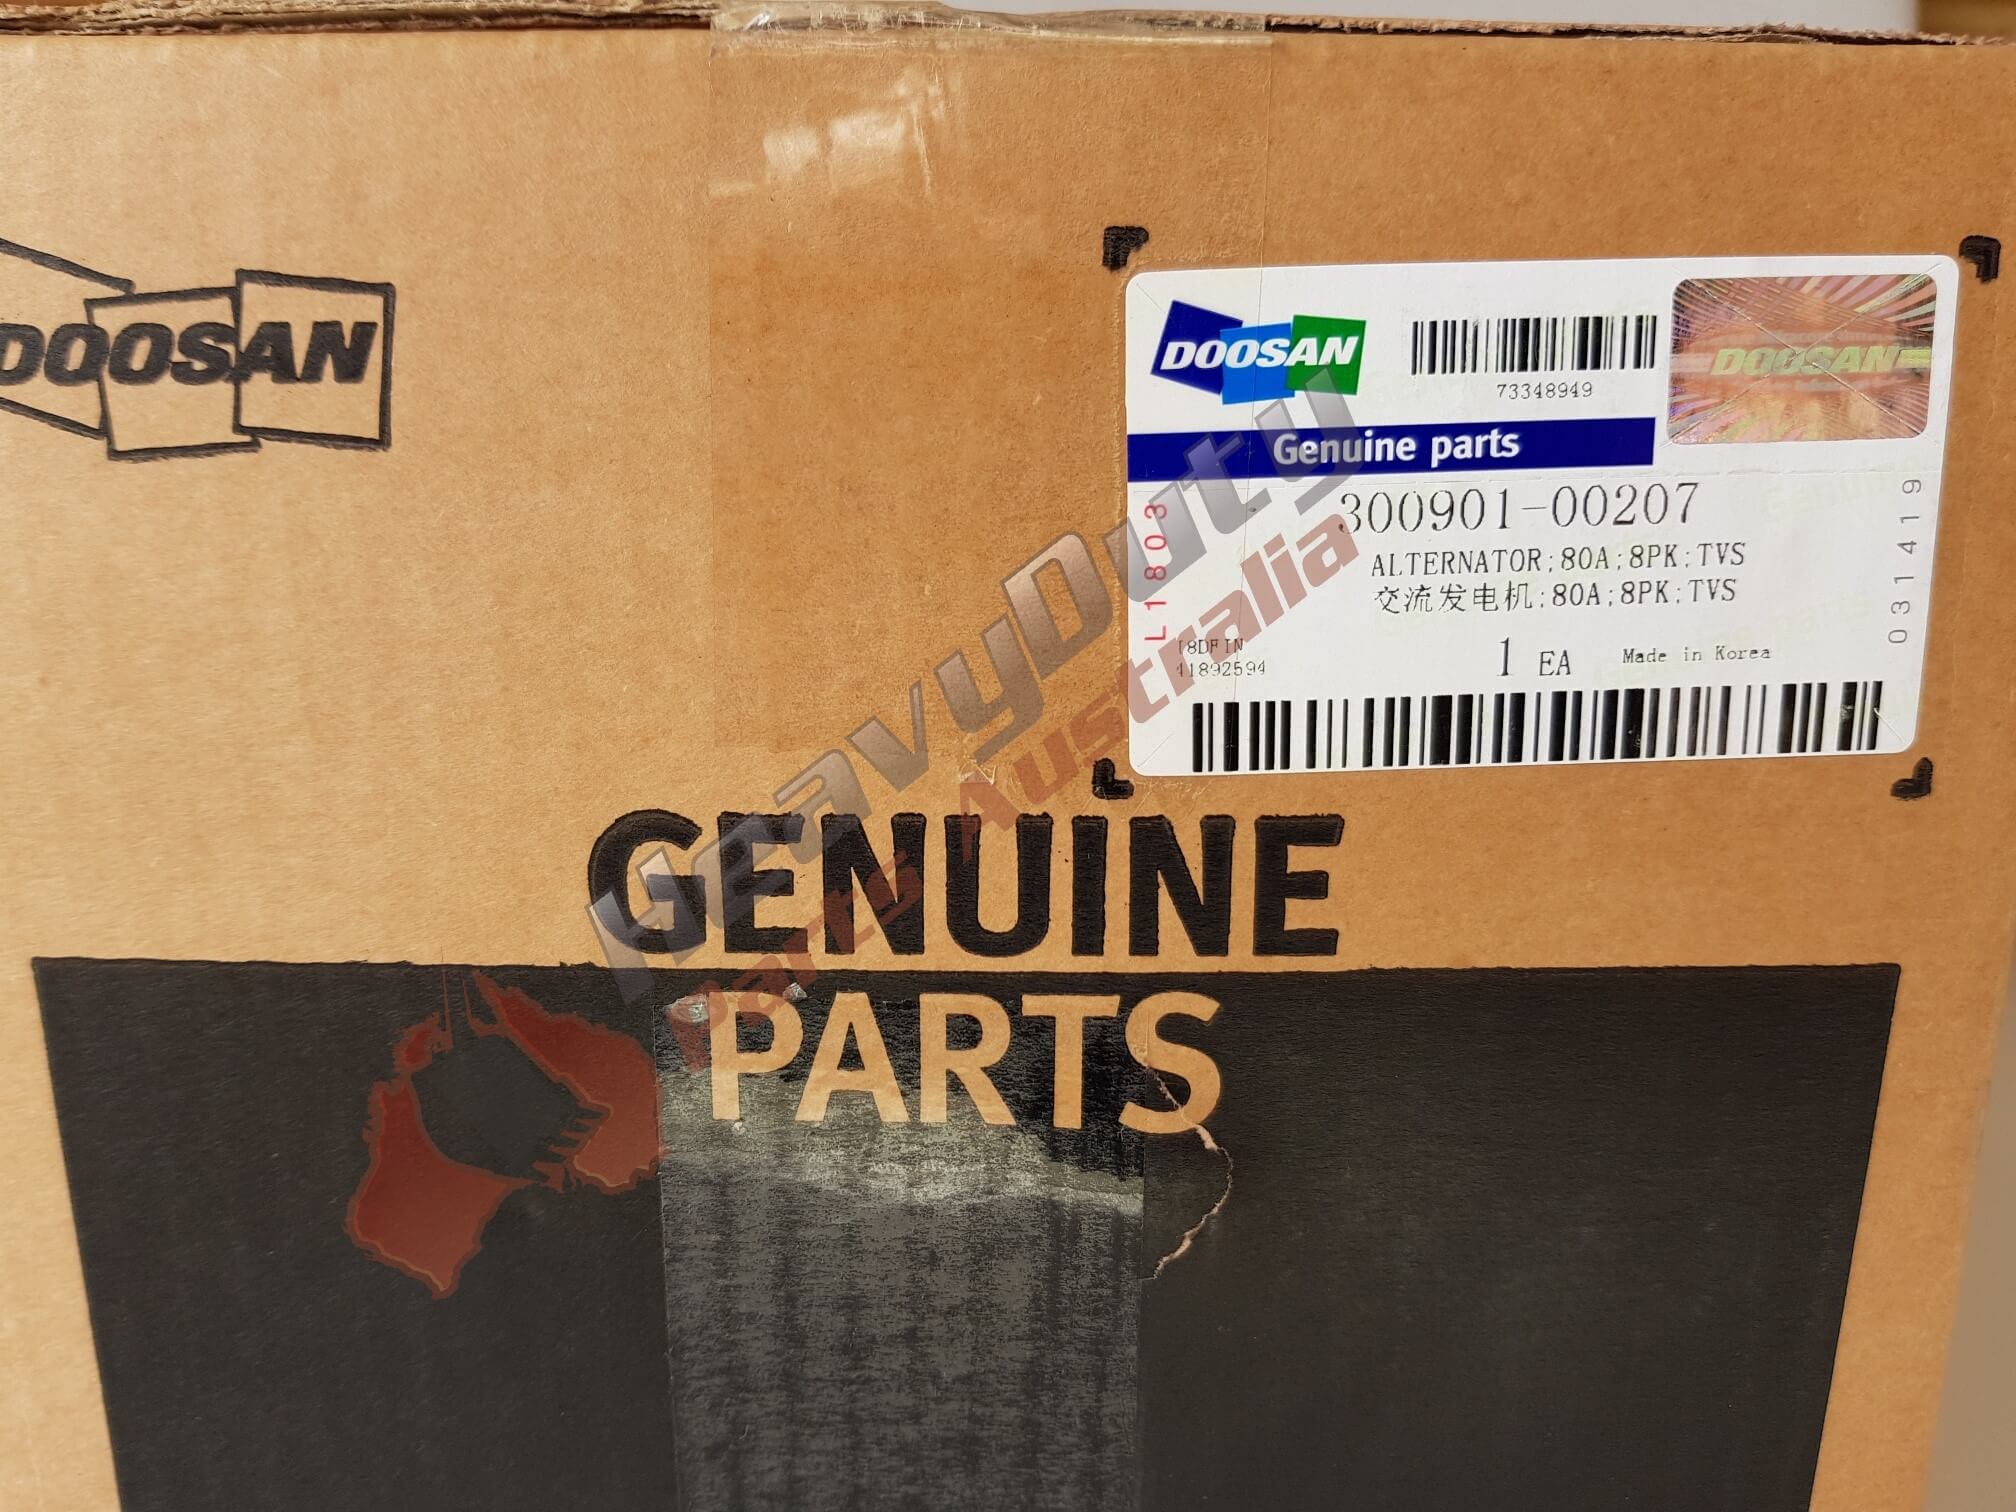 DOOSAN
DOOSAN
73348949
DOOSAN
Genuine parts
300901-00207
ALTERNATOR;80A;8PK;TVS
交流发电机;80A;8PK;TVS
L1803
031419
41892594
1 EA
Made in Korea
GENUINE
PARTS
HeavyDuty
Parts Australia